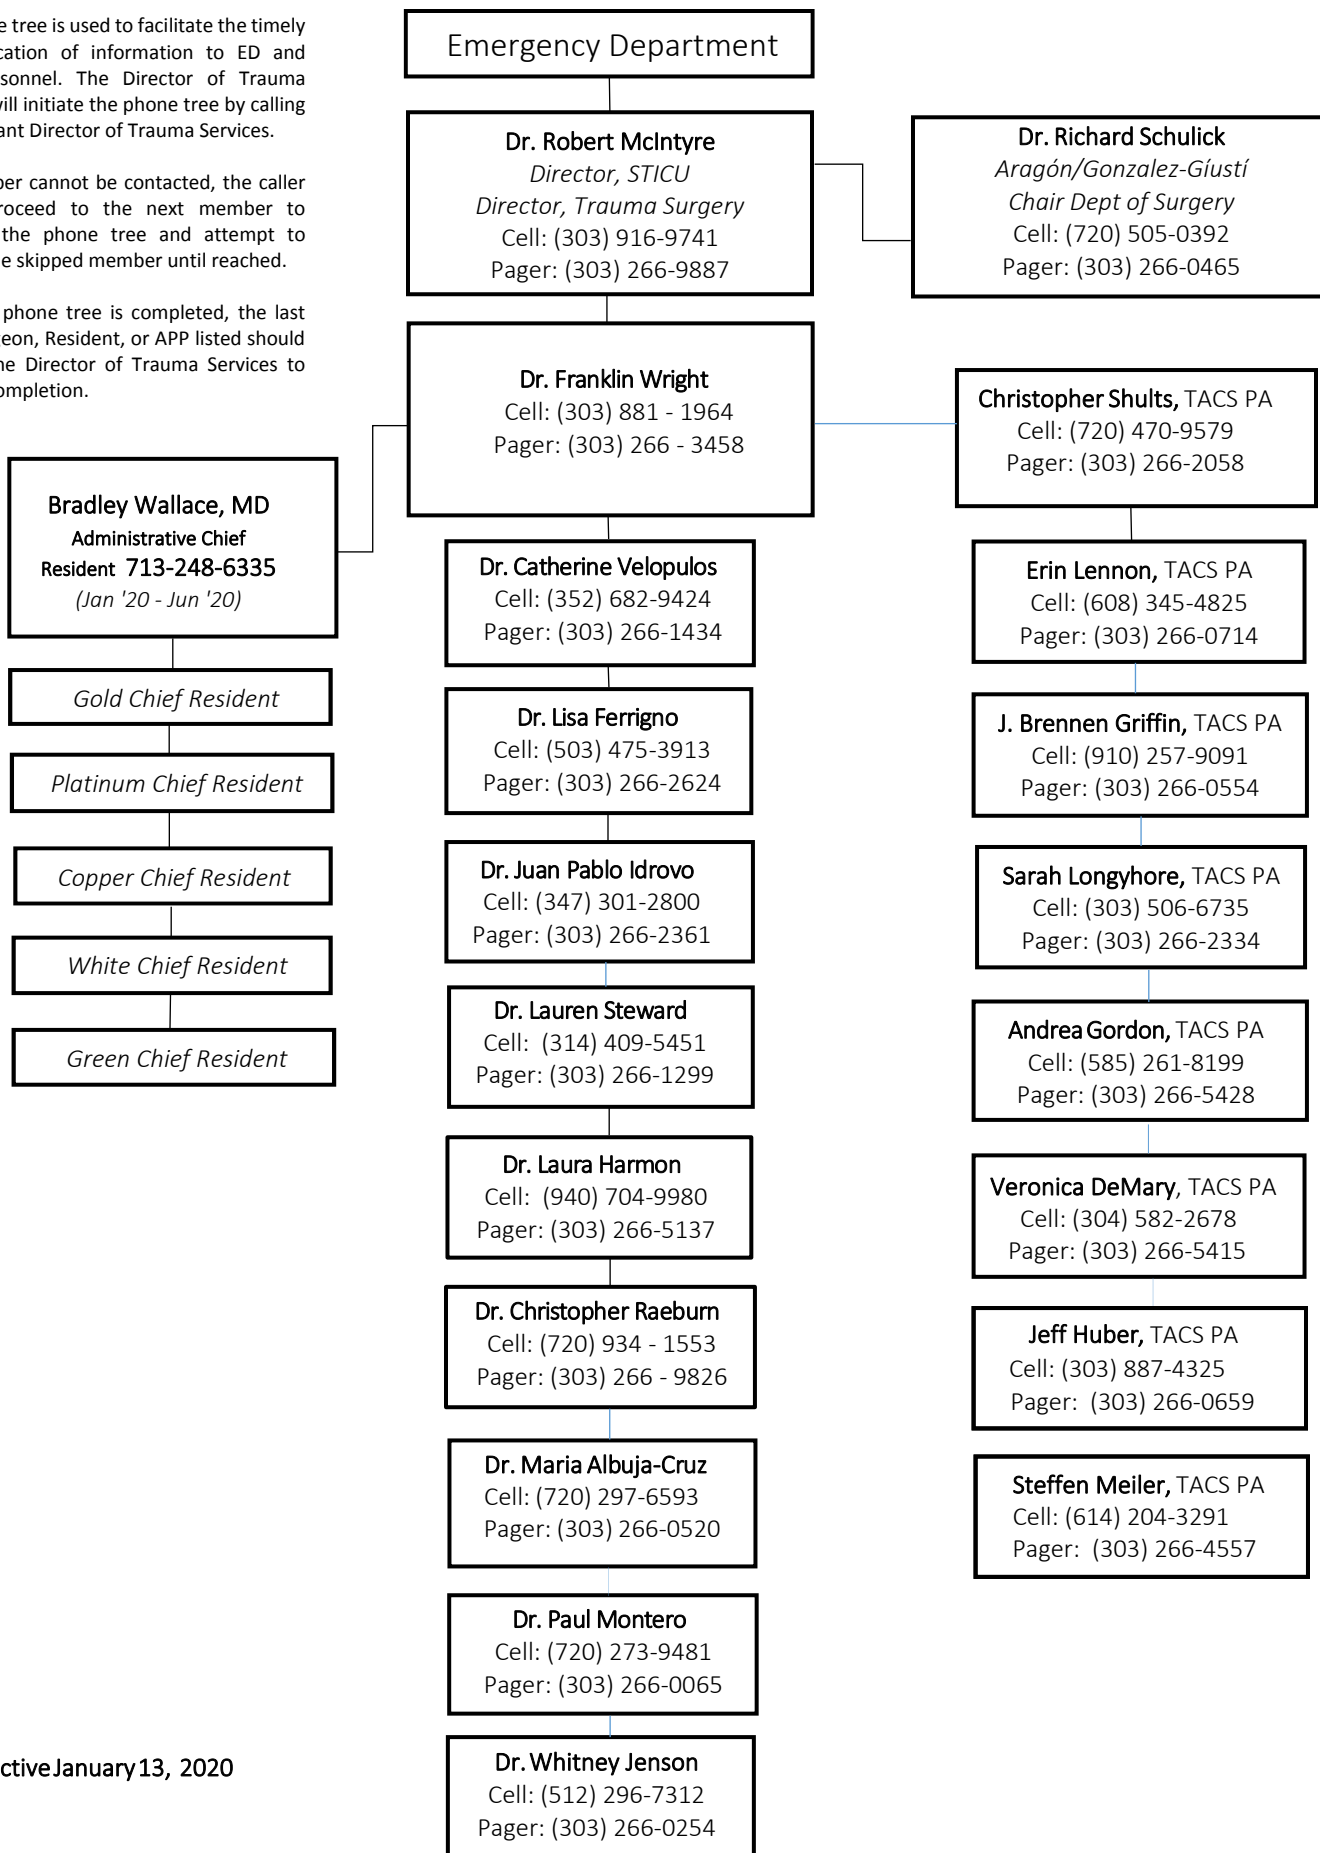 e tree is used to facilitate the timely
cation of information to ED and
sonnel. The Director of Trauma
will initiate the phone tree by calling
ant Director of Trauma Services.
ber cannot be contacted, the caller
roceed to the next member to
the phone tree and attempt to
e skipped member until reached.
phone tree is completed, the last
geon, Resident, or APP listed should
he Director of Trauma Services to
ompletion.
Emergency Department
Dr. Robert McIntyre
Director, STICU
Director, Trauma Surgery
Cell: (303) 916-9741
Pager: (303) 266-9887
Dr. Richard Schulick
Aragón/Gonzalez-Gíustí
Chair Dept of Surgery
Cell: (720) 505-0392
Pager: (303) 266-0465
Dr. Franklin Wright
Cell: (303) 881 - 1964
Pager: (303) 266 - 3458
Bradley Wallace, MD
Administrative Chief
Resident 713-248-6335
(Jan '20 - Jun '20)
Gold Chief Resident
Platinum Chief Resident
Copper Chief Resident
White Chief Resident
Green Chief Resident
Dr. Catherine Velopulos
Cell: (352) 682-9424
Pager: (303) 266-1434
Dr. Lisa Ferrigno
Cell: (503) 475-3913
Pager: (303) 266-2624
Dr. Juan Pablo Idrovo
Cell: (347) 301-2800
Pager: (303) 266-2361
Dr. Lauren Steward
Cell: (314) 409-5451
Pager: (303) 266-1299
Dr. Laura Harmon
Cell: (940) 704-9980
Pager: (303) 266-5137
Dr. Christopher Raeburn
Cell: (720) 934 - 1553
Pager: (303) 266 - 9826
Dr. Maria Albuja-Cruz
Cell: (720) 297-6593
Pager: (303) 266-0520
Dr. Paul Montero
Cell: (720) 273-9481
Pager: (303) 266-0065
Dr. Whitney Jenson
Cell: (512) 296-7312
Pager: (303) 266-0254
Christopher Shults, TACS PA
Cell: (720) 470-9579
Pager: (303) 266-2058
Erin Lennon, TACS PA
Cell: (608) 345-4825
Pager: (303) 266-0714
J. Brennen Griffin, TACS PA
Cell: (910) 257-9091
Pager: (303) 266-0554
Sarah Longyhore, TACS PA
Cell: (303) 506-6735
Pager: (303) 266-2334
Andrea Gordon, TACS PA
Cell: (585) 261-8199
Pager: (303) 266-5428
Veronica DeMary, TACS PA
Cell: (304) 582-2678
Pager: (303) 266-5415
Jeff Huber, TACS PA
Cell: (303) 887-4325
Pager: (303) 266-0659
Steffen Meiler, TACS PA
Cell: (614) 204-3291
Pager: (303) 266-4557
ctive January 13, 2020